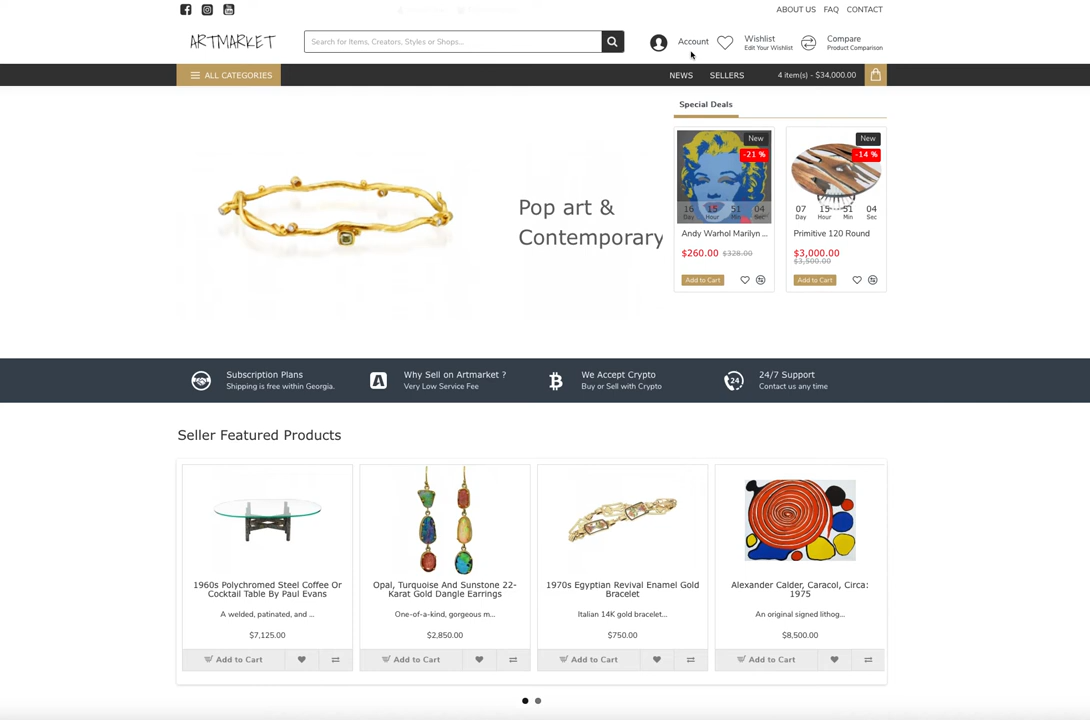 ABOUT US FAQ CONTACT
ARTMARKET
Search for Items, Creators, Styles or Shops...
Account
Wishlist
Edit Your Wishlist
Compare
Product Comparison
ALL CATEGORIES
NEWS SELLERS 4 item(s) - $34,000.00
Pop art &
Contemporary
Special Deals
New
-21 %
16 15 51 04
Day Hour Min Sec
Andy Warhol Marilyn ...
$260.00 $328.00
Add to Cart
New
-14 %
07 15 51 04
Day Hour Min Sec
Primitive 120 Round
$3,000.00
$3,500.00
Add to Cart
Subscription Plans
Shipping is free within Georgia.
A
Why Sell on Artmarket ?
Very Low Service Fee
We Accept Crypto
Buy or Sell with Crypto
24
24/7 Support
Contact us any time
Seller Featured Products
1960s Polychromed Steel Coffee Or
Cocktail Table By Paul Evans
A welded, patinated, and ...
$7,125.00
Add to Cart
Opal, Turquoise And Sunstone 22-
Karat Gold Dangle Earrings
One-of-a-kind, gorgeous m...
$2,850.00
Add to Cart
1970s Egyptian Revival Enamel Gold
Bracelet
Italian 14K gold bracelet...
$750.00
Add to Cart
Alexander Calder, Caracol, Circa:
1975
An original signed lithog...
$8,500.00
Add to Cart